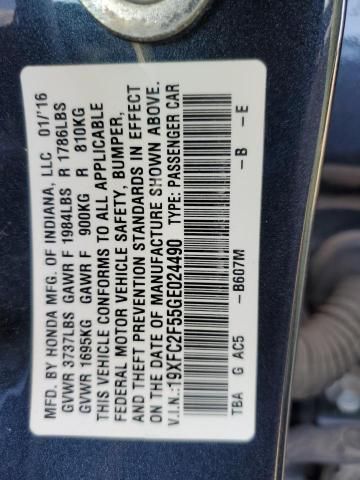 MFD. BY HONDA MFG. OF INDIANA, LLC 01/'16
GVWR 3737LBS GAWR F 1984LBS R 1786LBS
GVWR 1695KG GAWR F 900KG R 810KG
THIS VEHICLE CONFORMS TO ALL APPLICABLE
FEDERAL MOTOR VEHICLE SAFETY, BUMPER,
AND THEFT PREVENTION STANDARDS IN EFFECT
ON THE DATE OF MANUFACTURE SHOWN ABOVE.
V.I.N.:19XFC2F55GE024490 TYPE: PASSENGER CAR
-B607M -B -E
TBA G AC5